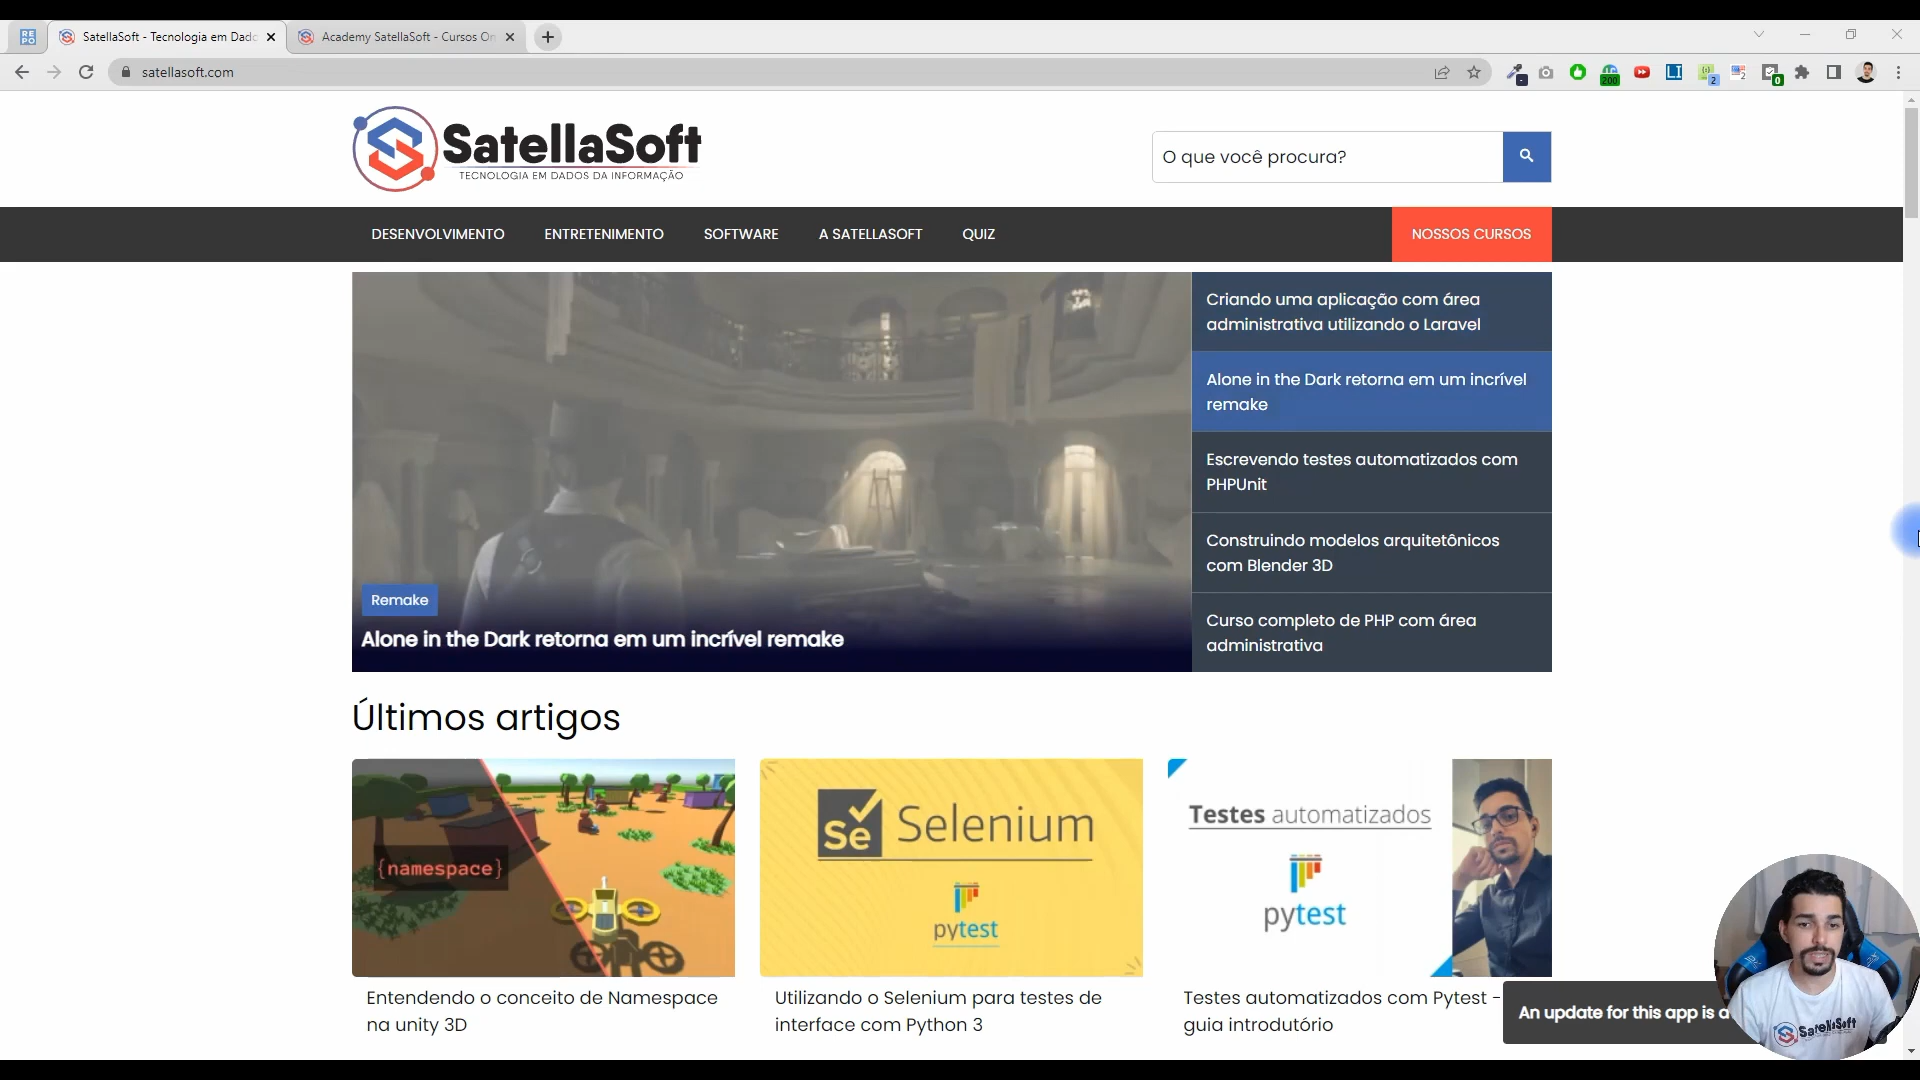 SatellaSoft - Tecnologia em Dado
Academy SatellaSoft - Cursos On
satellasoft.com
SatellaSoft
TECNOLOGIA EM DADOS DA INFORMAÇÃO
O que você procura?
DESENVOLVIMENTO
ENTRETENIMENTO
SOFTWARE
A SATELLASOFT
QUIZ
NOSSOS CURSOS
Remake
Alone in the Dark retorna em um incrível remake
Criando uma aplicação com área
administrativa utilizando o Laravel
Alone in the Dark retorna em um incrível
remake
Escrevendo testes automatizados com
PHPUnit
Construindo modelos arquitetônicos
com Blender 3D
Curso completo de PHP com área
administrativa
Últimos artigos
{namespace}
Entendendo o conceito de Namespace
na unity 3D
Se Selenium
pytest
Utilizando o Selenium para testes de
interface com Python 3
Testes automatizados
pytest
Testes automatizados com Pytest -
guia introdutório
An update for this app is a
SatellaSoft